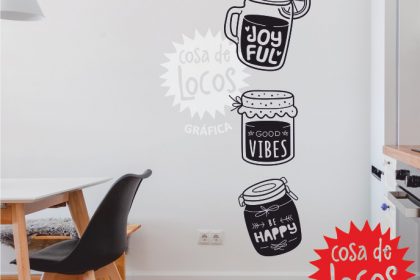 JOY
FUL
cosa de
Locos
GRÁFICA
GOOD
VIBES
BE
HAPPY
cosa de
Locos